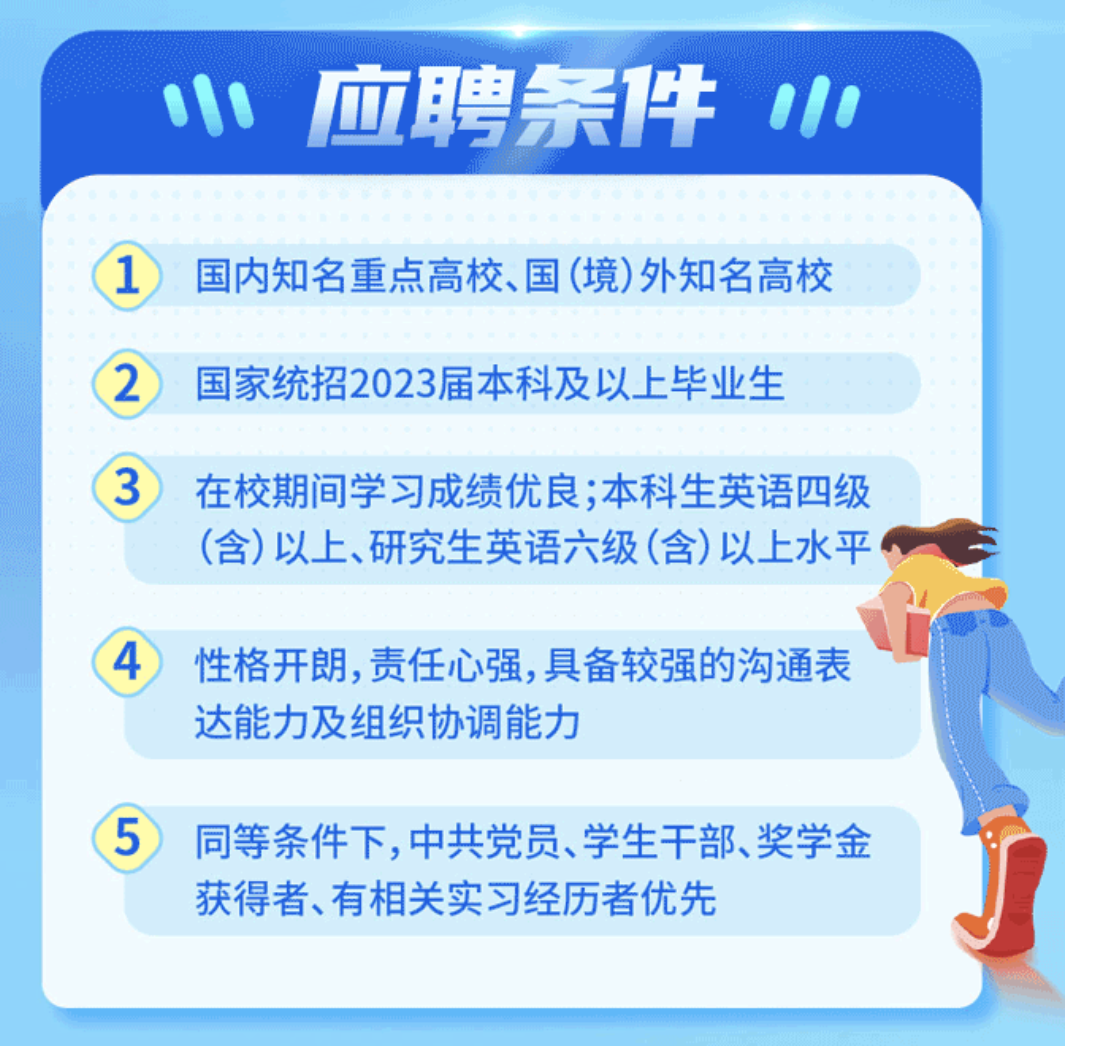 应聘条件
1 国内知名重点高校、国（境）外知名高校
2 国家统招2023届本科及以上毕业生
3 在校期间学习成绩优良；本科生英语四级
（含）以上、研究生英语六级（含）以上水平
4 性格开朗，责任心强，具备较强的沟通表
达能力及组织协调能力
5 同等条件下，中共党员、学生干部、奖学金
获得者、有相关实习经历者优先